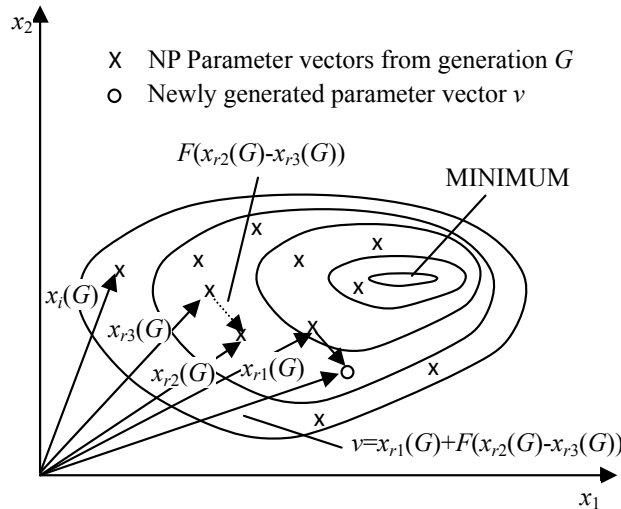 x2
x NP Parameter vectors from generation G
Newly generated parameter vector v
F(xr2(G)-xr3(G))
MINIMUM
xi(G)
xr3(G)
xr2(G)
xr1(G)
v=xr1(G)+F(xr2(G)-xr3(G))
x1